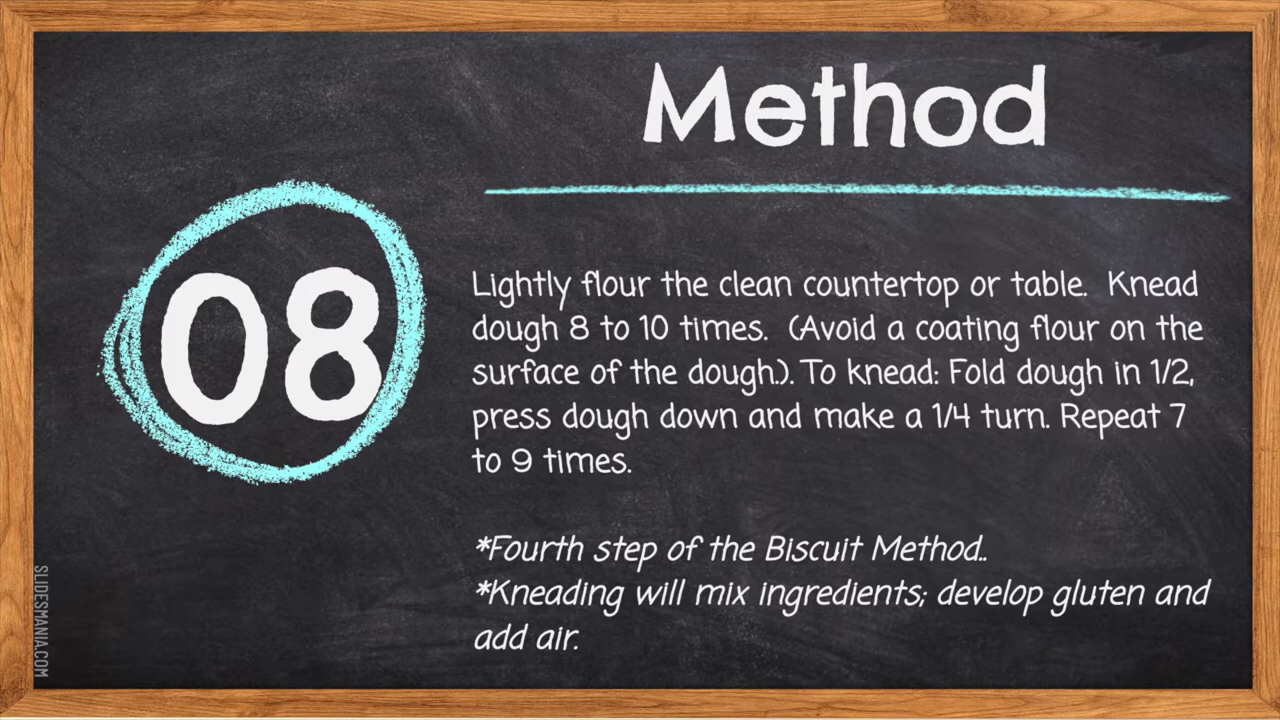 Method
08
Lightly flour the clean countertop or table.  Knead
dough 8 to 10 times.  (Avoid a coating flour on the
surface of the dough.). To knead: Fold dough in 1/2,
press dough down and make a 1/4 turn. Repeat 7
to 9 times.
*Fourth step of the Biscuit Method..
*Kneading will mix ingredients; develop gluten and
add air.
SLIDESMANIA.COM